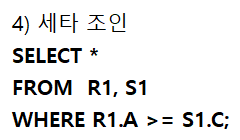 4) 세타 조인
SELECT *
FROM R1, S1
WHERE R1.A >= S1.C;